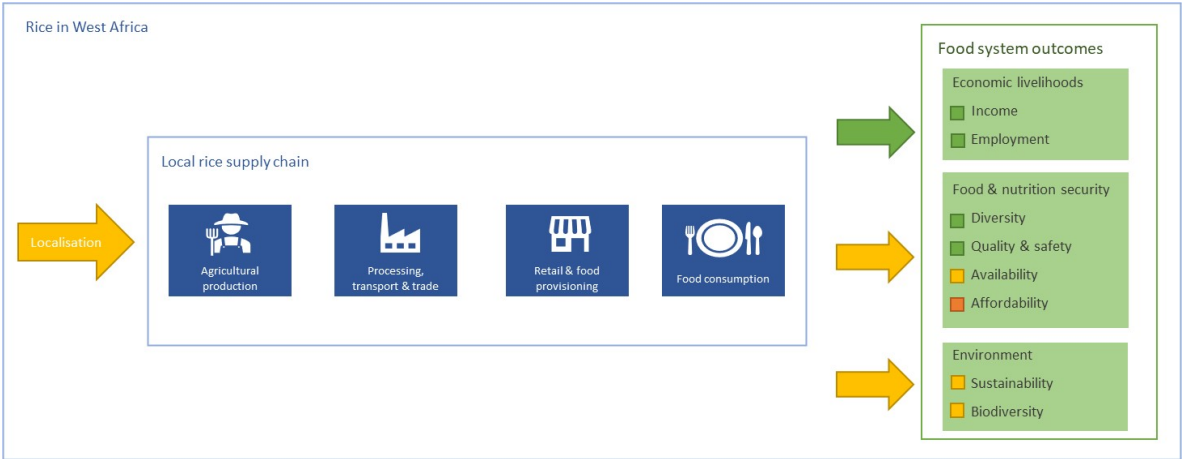 Rice in West Africa
Localisation
Local rice supply chain
Agricultural
production
Processing,
transport & trade
Retail & food
provisioning
Food consumption
Food system outcomes
Economic livelihoods
Income
Employment
Food & nutrition security
Diversity
Quality & safety
Availability
Affordability
Environment
Sustainability
Biodiversity